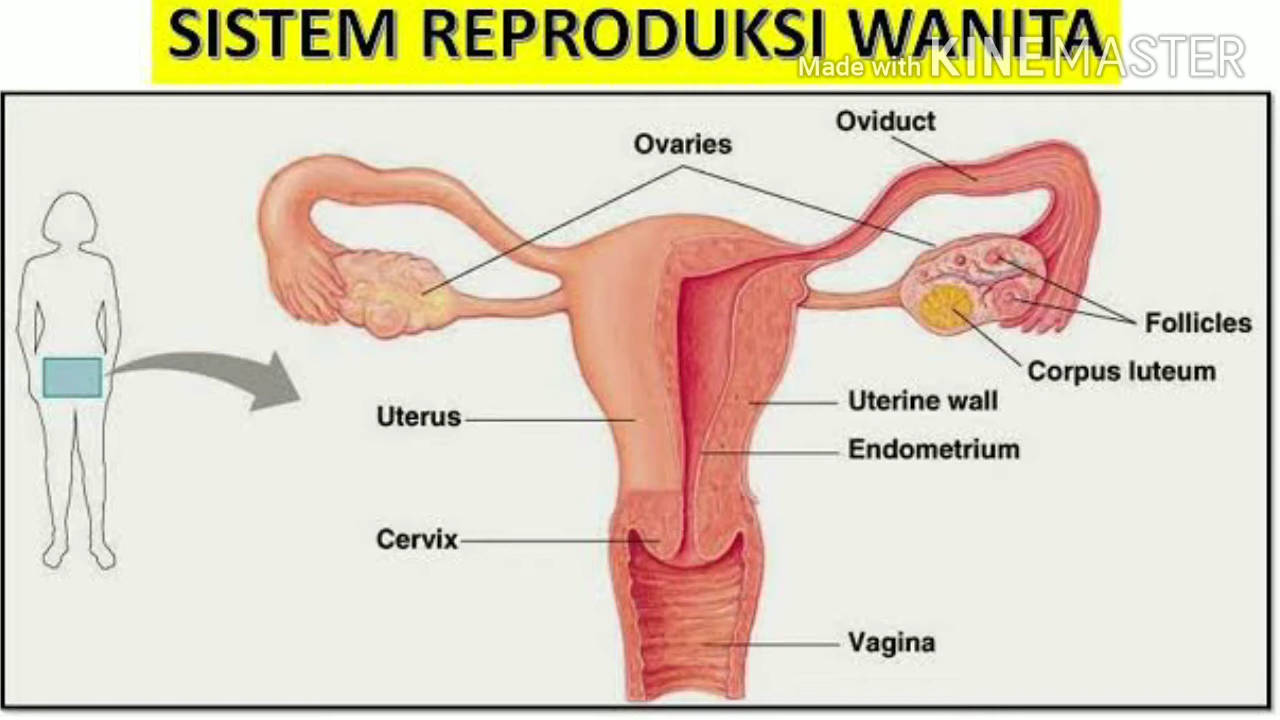 SISTEM REPRODUKSI WANITA
Made with KINEMASTER
Oviduct
Ovaries
Follicles
Corpus luteum
Uterine wall
Uterus
Endometrium
Cervix
Vagina